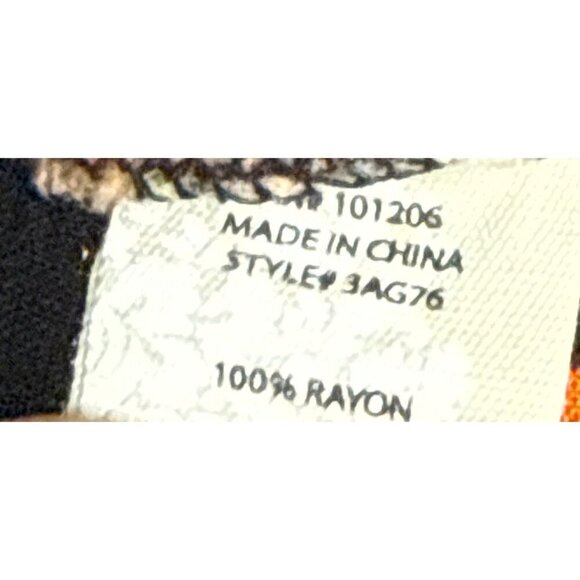 101206
MADE IN CHINA
STYLE# 3AG76
100% RAYON